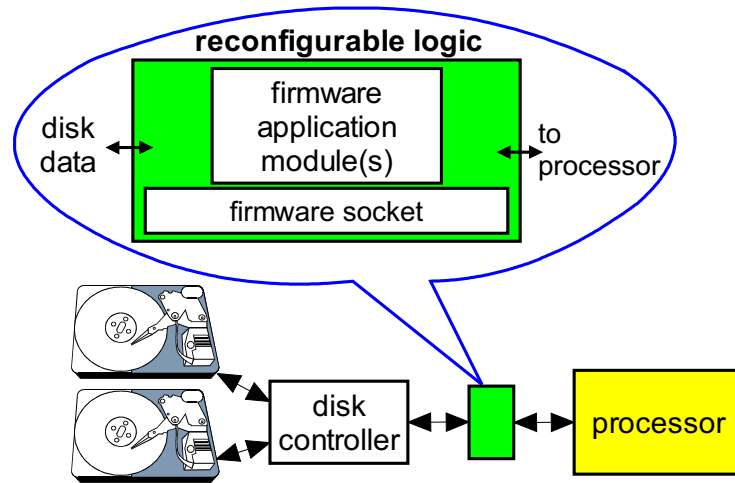 reconfigurable logic
firmware
application
module(s)
disk
data
to
processor
firmware socket
disk
controller
processor